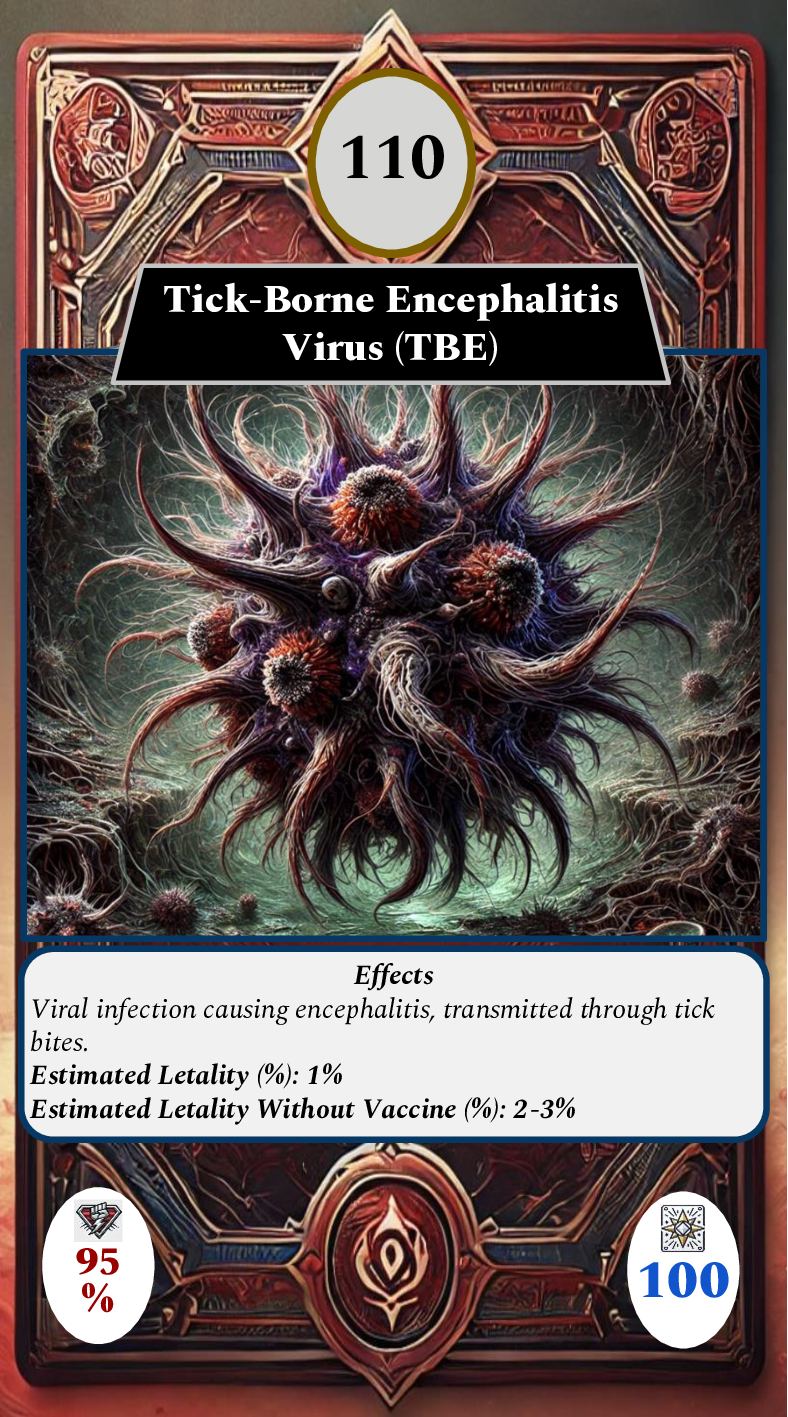 110
Tick-Borne Encephalitis
Virus (TBE)
Effects
Viral infection causing encephalitis, transmitted through tick
bites.
Estimated Letality (%): 1%
Estimated Letality Without Vaccine (%): 2-3%
95
%
100